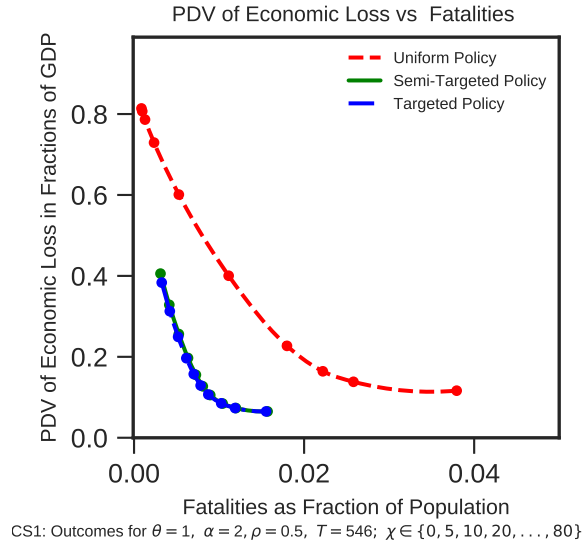 PDV of Economic Loss vs Fatalities
PDV of Economic Loss in Fractions of GDP
Uniform Policy
Semi-Targeted Policy
Targeted Policy
0.8
0.6
0.4
0.2
0.0
0.00 0.02 0.04
Fatalities as Fraction of Population
CS1: Outcomes for θ = 1, α = 2, ρ = 0.5, T = 546; χ ∈ {0, 5, 10, 20, . . . , 80}